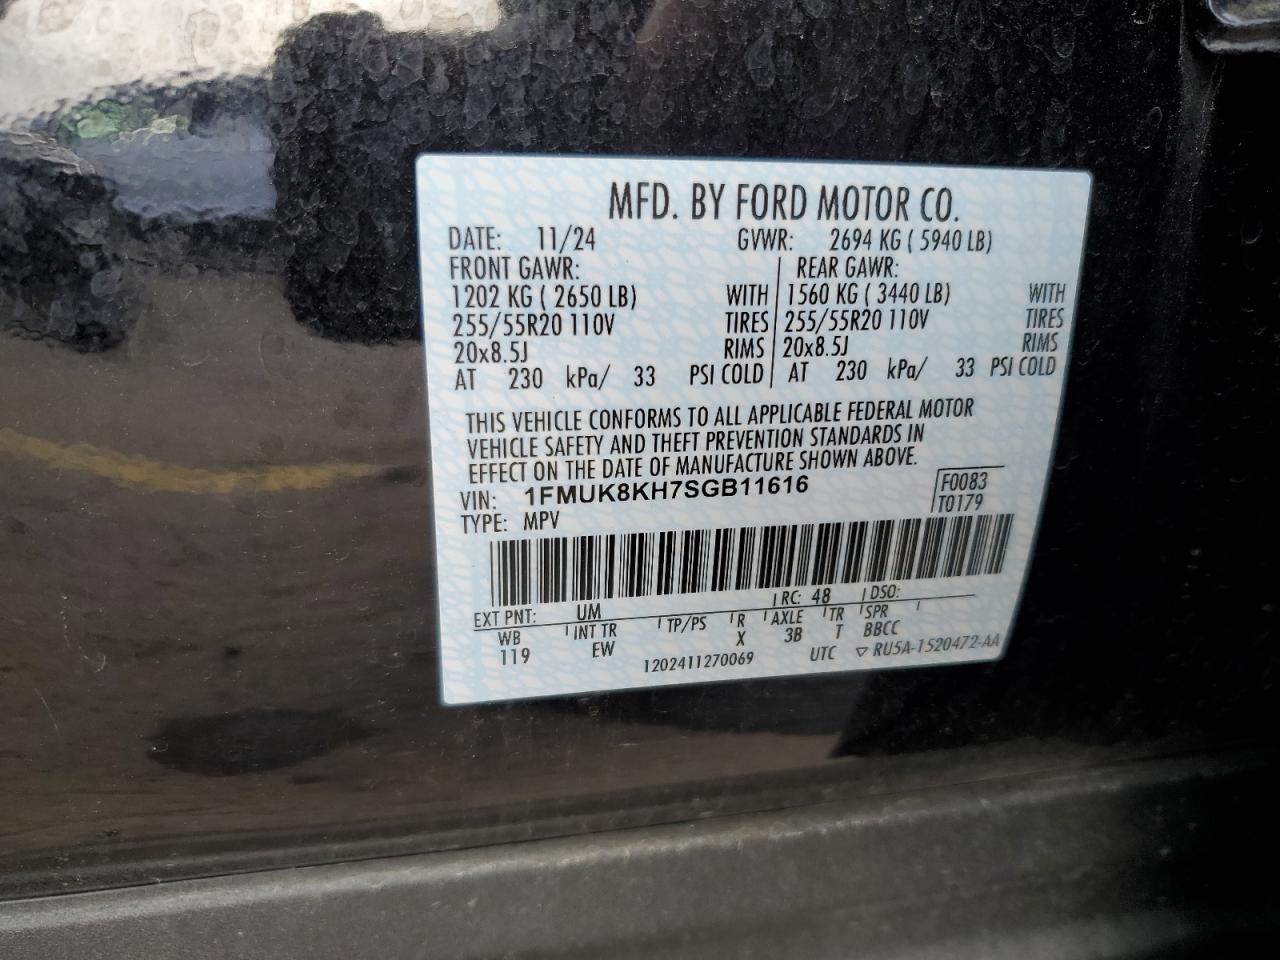 MFD. BY FORD MOTOR CO.
DATE: 11/24 GVWR: 2694 KG ( 5940 LB)
FRONT GAWR: REAR GAWR:
1202 KG ( 2650 LB) WITH 1560 KG ( 3440 LB) WITH
255/55R20 110V TIRES 255/55R20 110V TIRES
20x8.5J RIMS 20x8.5J RIMS
AT 230 kPa/ 33 PSI COLD AT 230 kPa/ 33 PSI COLD
THIS VEHICLE CONFORMS TO ALL APPLICABLE FEDERAL MOTOR
VEHICLE SAFETY AND THEFT PREVENTION STANDARDS IN
EFFECT ON THE DATE OF MANUFACTURE SHOWN ABOVE.
VIN: 1FMUK8KH7SGB11616 F0083
TYPE: MPV T0179
EXT PNT: UM RC: 48 DSO:
WB INT TR TP/PS R AXLE TR SPR
119 EW X 3B T BBCC
1202411270069 UTC ▽ RU5A-1520472-AA